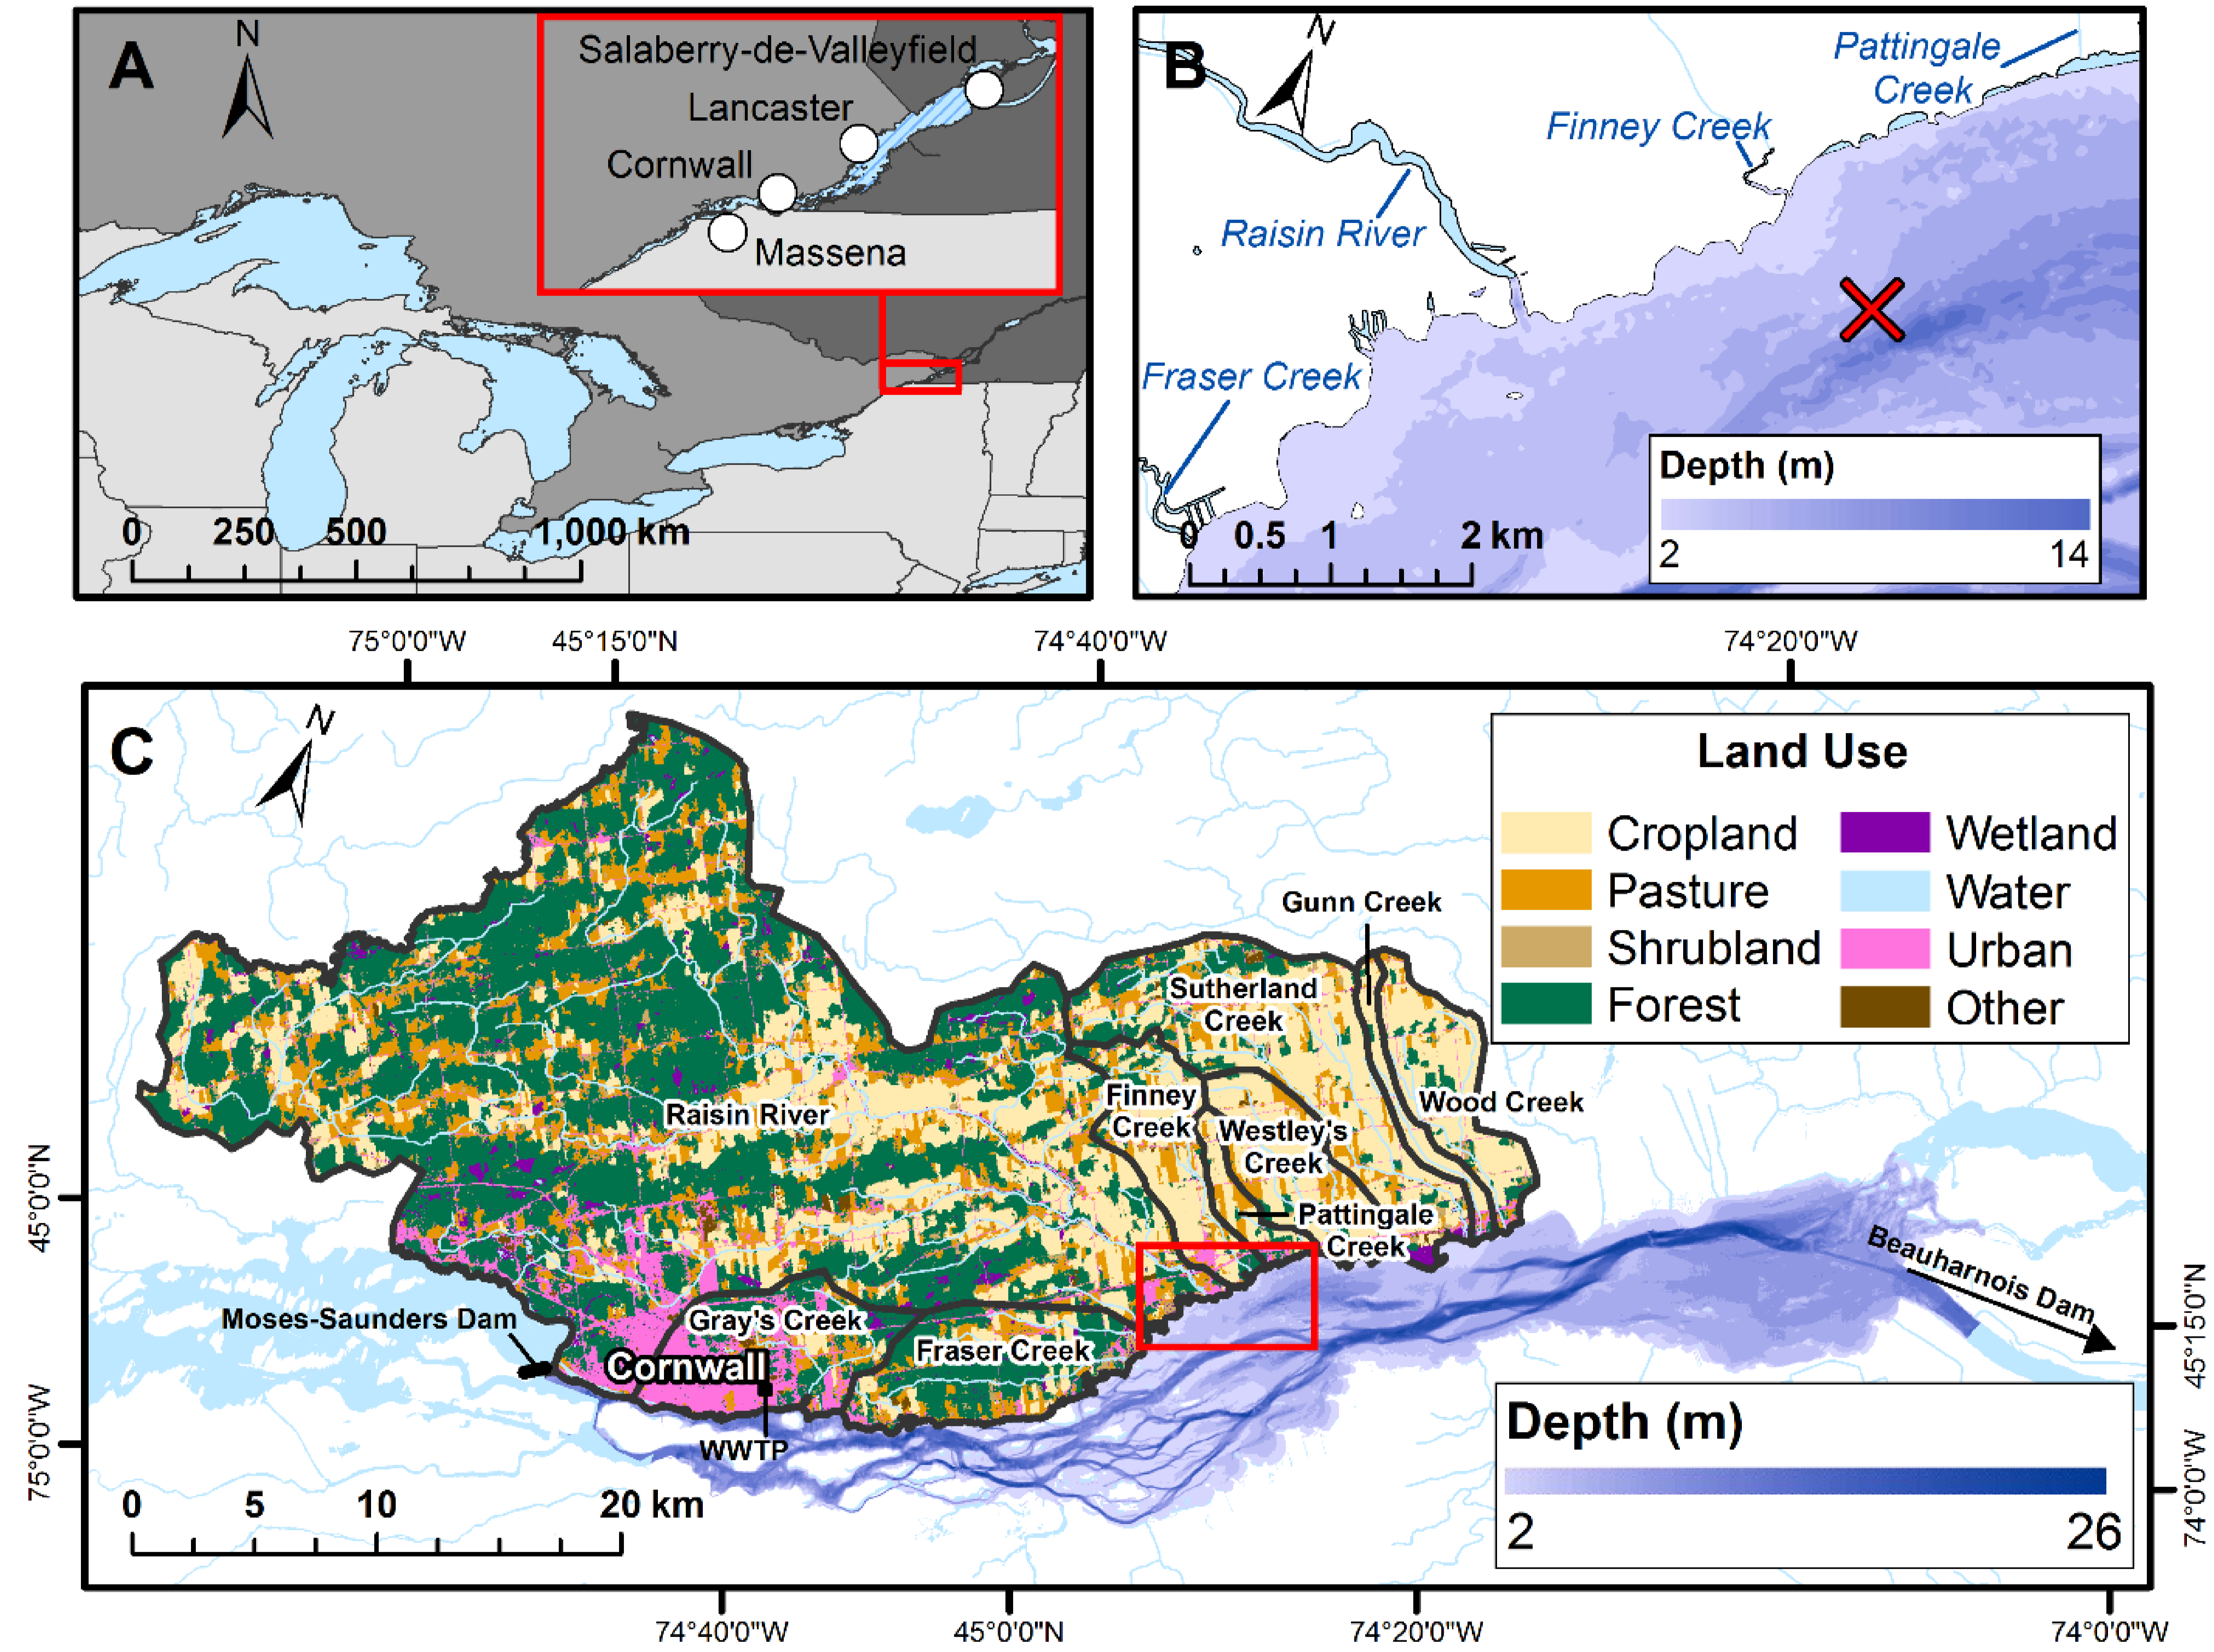 A
N
Salaberry-de-Valleyfield
Lancaster
Cornwall
Massena
0 250 500 1,000 km
B
N
Pattingale
Creek
Finney Creek
Raisin River
Fraser Creek
0 0.5 1 2 km
Depth (m)
2 14
75°0'0"W 45°15'0"N 74°40'0"W 74°20'0"W
C
N
Land Use
Cropland Wetland
Pasture Water
Shrubland Urban
Forest Other
Gunn Creek
Sutherland
Creek
Finney
Creek
Westley's
Creek
Wood Creek
Raisin River
Pattingale
Creek
Beauharnois Dam
Moses-Saunders Dam
Gray's Creek
Fraser Creek
Cornwall
WWTP
0 5 10 20 km
Depth (m)
2 26
45°0'0"N
75°0'0"W
45°15'0"N
74°0'0"W
74°40'0"W 45°0'0"N 74°20'0"W 74°0'0"W